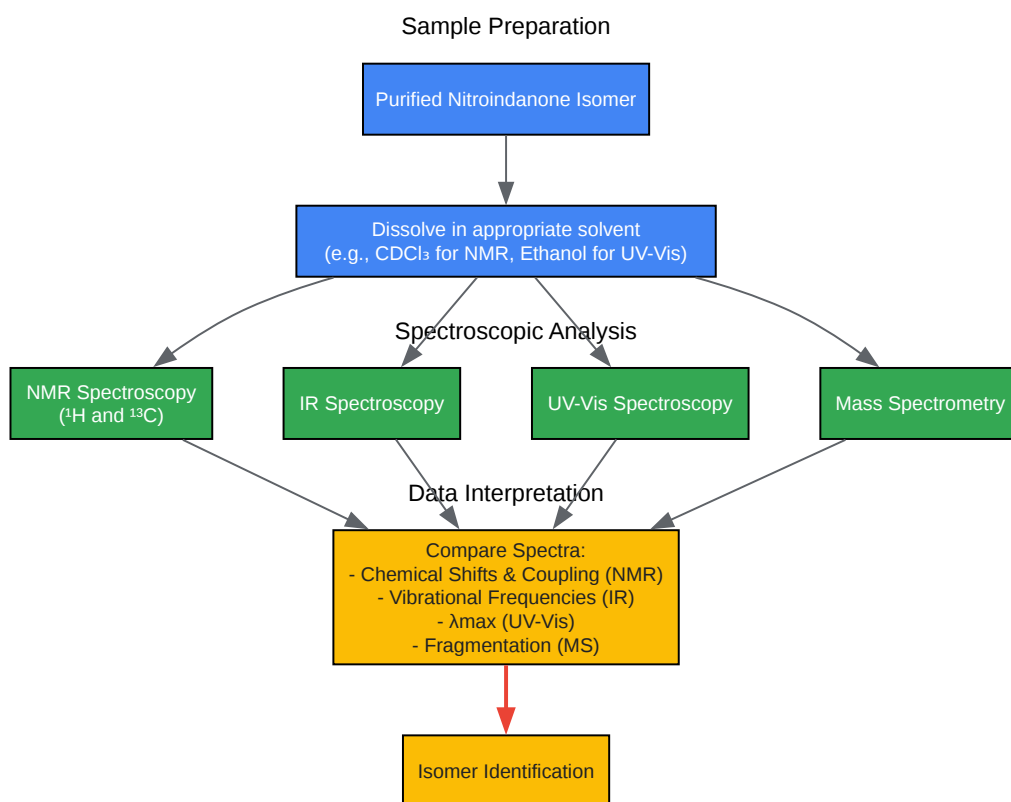 Sample Preparation
Purified Nitroindanone Isomer
Dissolve in appropriate solvent
(e.g., CDCl₃ for NMR, Ethanol for UV-Vis)
Spectroscopic Analysis
NMR Spectroscopy
(¹H and ¹³C)
IR Spectroscopy
UV-Vis Spectroscopy
Mass Spectrometry
Data Interpretation
Compare Spectra:
- Chemical Shifts & Coupling (NMR)
- Vibrational Frequencies (IR)
- λmax (UV-Vis)
- Fragmentation (MS)
Isomer Identification